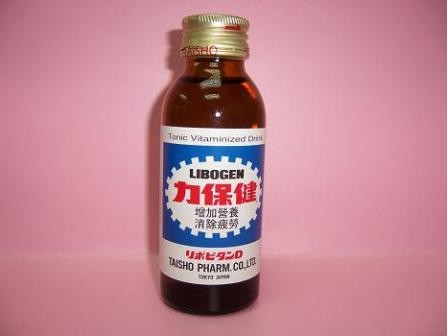 TAISHO
Tonic Vitaminized Drink
LIBOGEN
力保健
增加營養
消除疲勞
リポビタンD
TAISHO PHARM.CO.,LTD.
TOKYO JAPAN